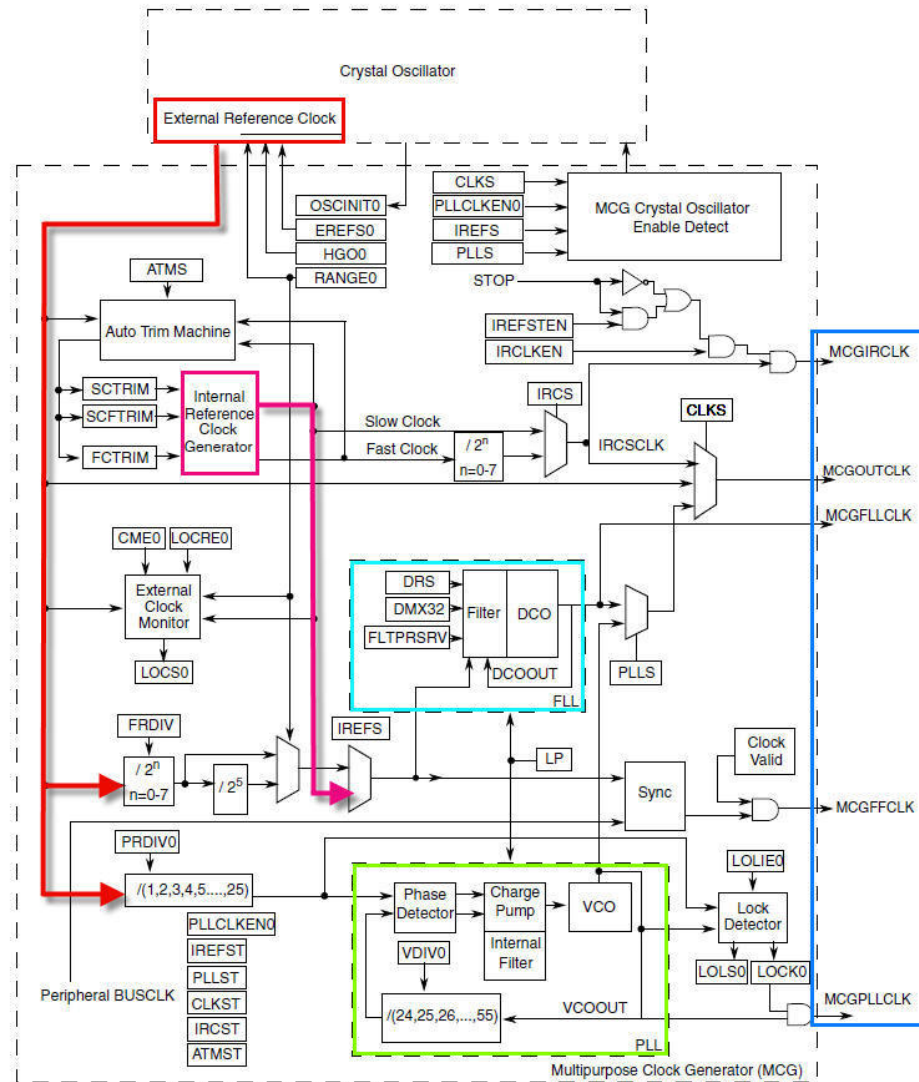 Crystal Oscillator
External Reference Clock
CLKS
OSCINIT0
PLLCLKEN0
MCG Crystal Oscillator
Enable Detect
EREFS0
IREFS
HGO0
PLLS
RANGE0
ATMS
STOP
Auto Trim Machine
IREFSTEN
IRCLKEN
MCGIRCLK
SCTRIM
Internal
Reference
Clock
Generator
SCFTRIM
FCTRIM
IRCS
CLKS
Slow Clock
Fast Clock
/ 2n
n=0-7
IRCSCLK
MCGOUTCLK
MCGFLLCLK
CME0
LOCRE0
External
Clock
Monitor
LOCS0
DRS
DMX32
FLTPRSRV
Filter
DCO
DCOOUT
FLL
PLLS
IREFS
FRDIV
/ 2n
n=0-7
/ 25
LP
Clock
Valid
Sync
MCGFFCLK
PRDIV0
/(1,2,3,4,5....,25)
LOLIE0
Phase
Detector
Charge
Pump
Internal
Filter
VCO
Lock
Detector
PLLCLKEN0
IREFST
PLLST
CLKST
IRCST
ATMST
VDIV0
LOLS0
LOCK0
Peripheral BUSCLK
/(24,25,26,...,55)
VCOOUT
MCGPLLCLK
PLL
Multipurpose Clock Generator (MCG)